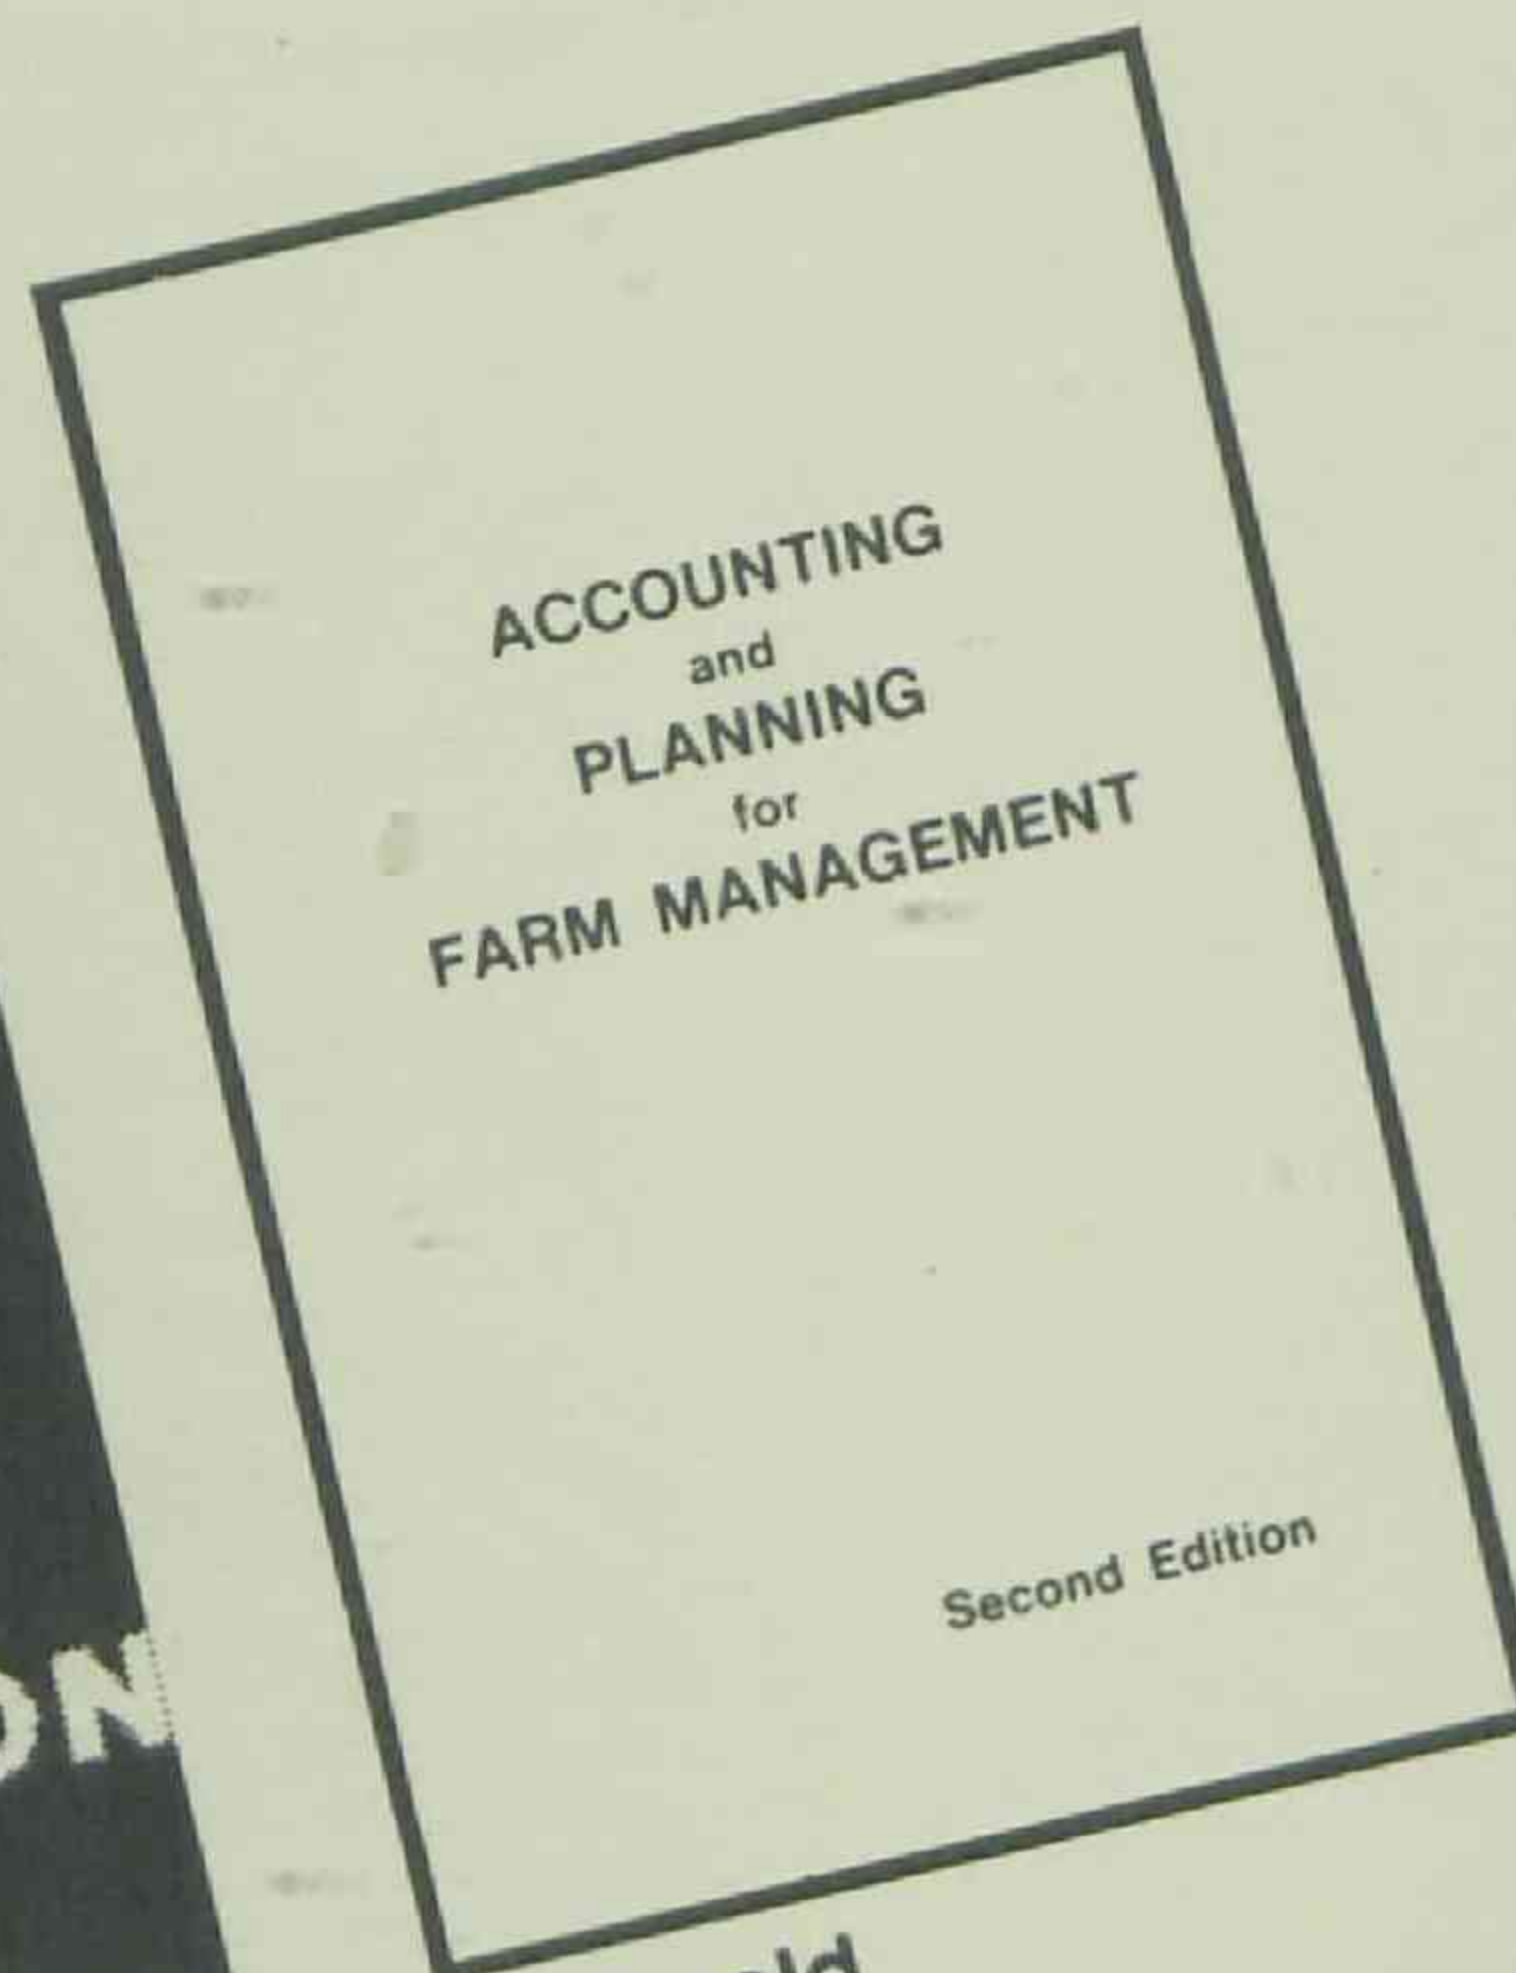 ACCOUNTING
and
PLANNING
for
FARM MANAGEMENT
Second Edition